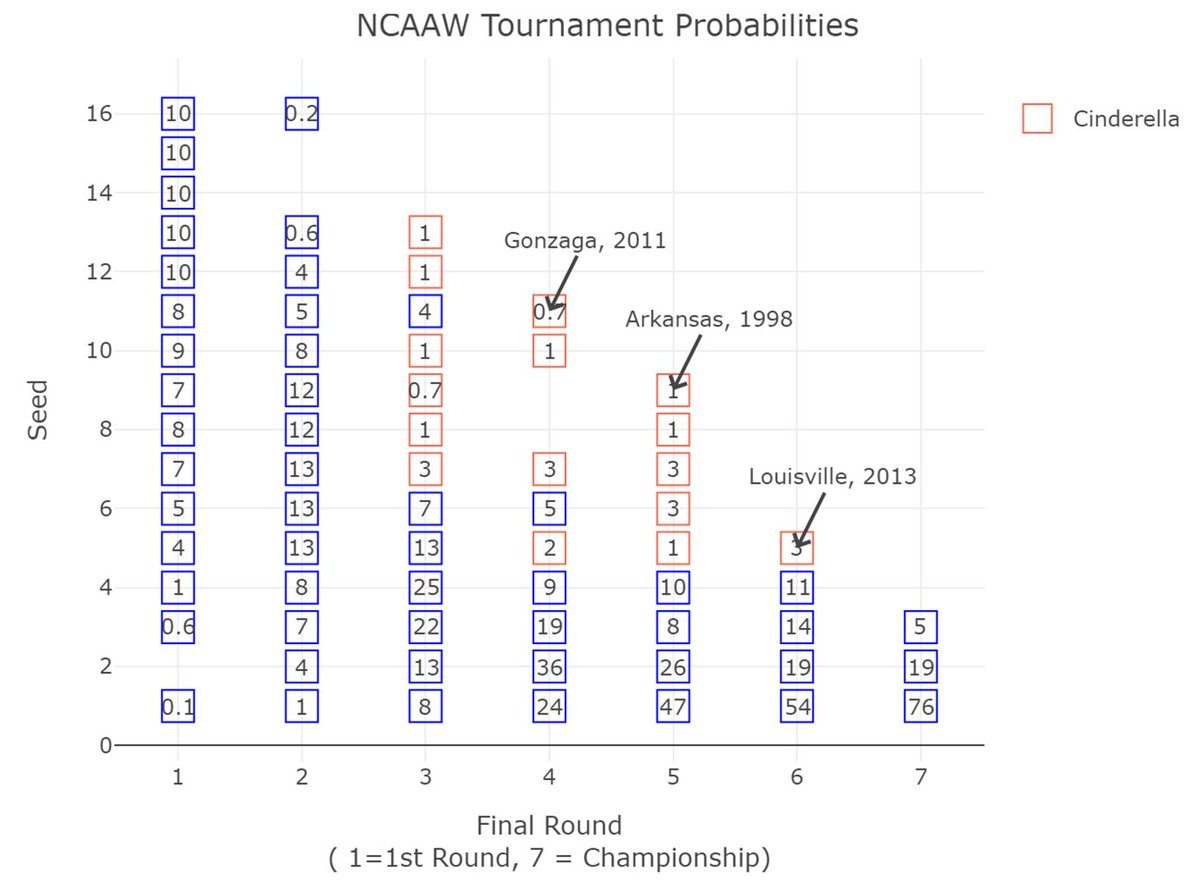 NCAAW Tournament Probabilities
16 10 0.2 Cinderella
10
14 10
10 0.6 1
Gonzaga, 2011
12 10 4 1
8 5 4 0.7
Arkansas, 1998
10 9 8 1 1
7 12 0.7 1
8 8 12 1 1
7 13 3 3 3
Louisville, 2013
6 5 13 7 5 3
4 13 13 2 1 3
4 1 8 25 9 10 11
0.6 7 22 19 8 14 5
2 4 13 36 26 19 19
0.1 1 8 24 47 54 76
0
Seed
1 2 3 4 5 6 7
Final Round
( 1=1st Round, 7 = Championship)